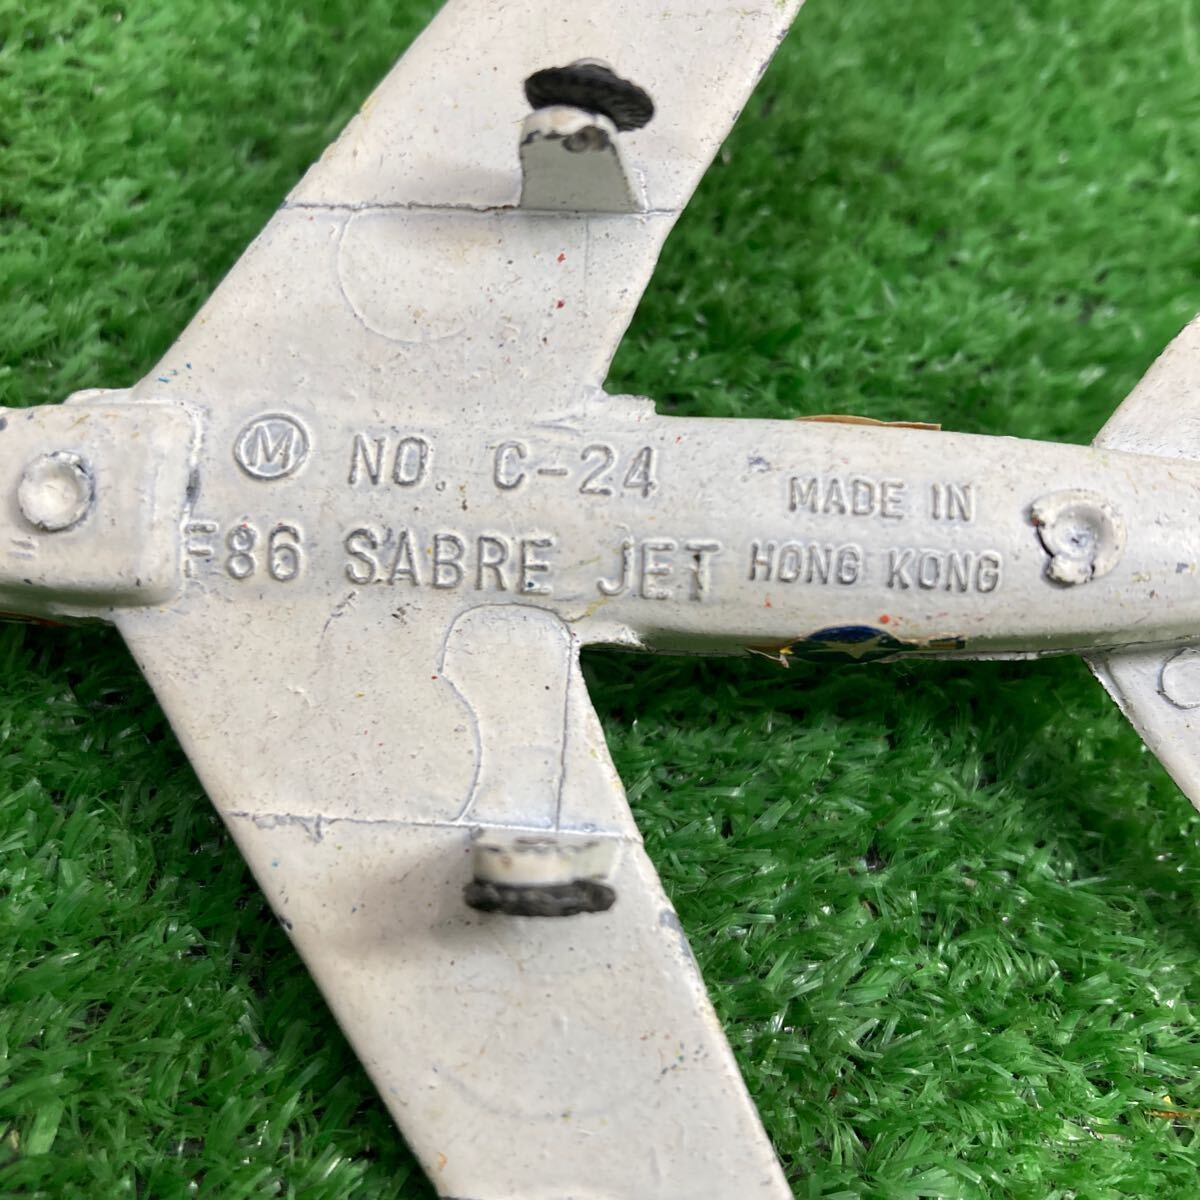 Ⓜ NO. C-24
F86 SABRE JET
MADE IN
HONG KONG